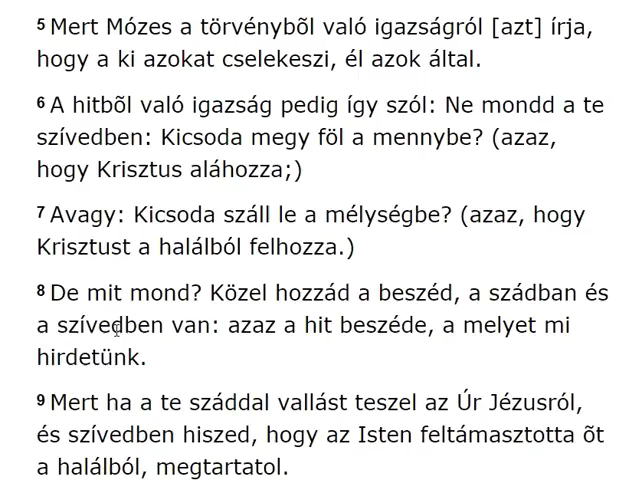 5 Mert Mózes a törvénybõl való igazságról [azt] írja,
hogy a ki azokat cselekeszi, él azok által.
6 A hitbõl való igazság pedig így szól: Ne mondd a te
szívedben: Kicsoda megy föl a mennybe? (azaz,
hogy Krisztus aláhozza;)
7 Avagy: Kicsoda száll le a mélységbe? (azaz, hogy
Krisztust a halálból felhozza.)
8 De mit mond? Közel hozzád a beszéd, a szádban és
a szívedben van: azaz a hit beszéde, a melyet mi
hirdetünk.
9 Mert ha a te száddal vallást teszel az Úr Jézusról,
és szívedben hiszed, hogy az Isten feltámasztotta õt
a halálból, megtartatol.